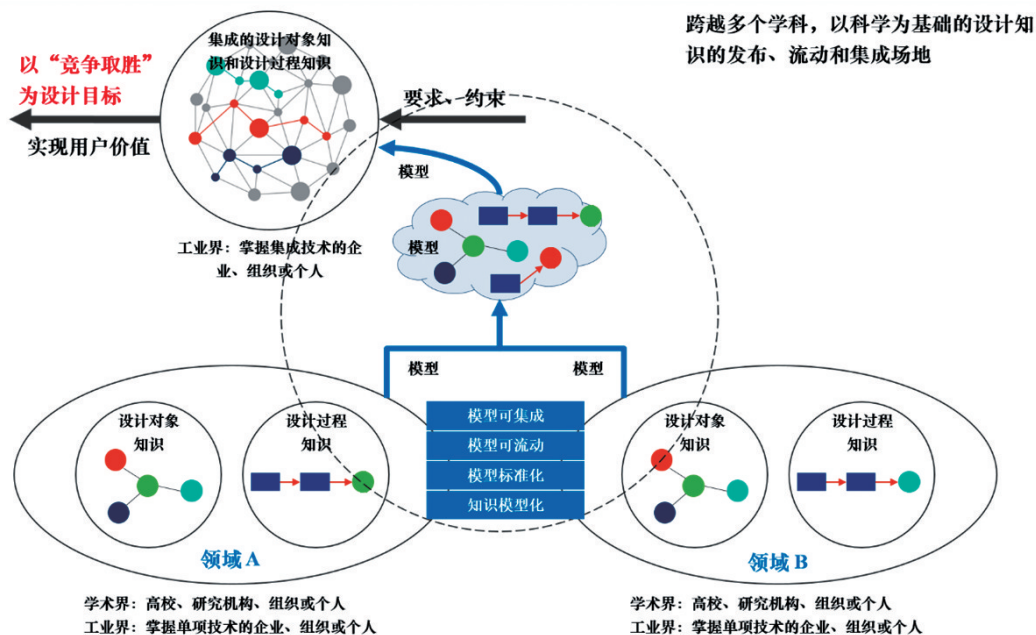 集成的设计对象知
识和设计过程知识
跨越多个学科，以科学为基础的设计知
识的发布、流动和集成场地
以“竞争取胜”
为设计目标
要求、约束
实现用户价值
模型
模型
工业界：掌握集成技术的企
业、组织或个人
模型
模型
设计对象
知识
设计过程
知识
模型可集成
模型可流动
模型标准化
知识模型化
设计对象
知识
设计过程
知识
领域 A
领域 B
学术界：高校、研究机构、组织或个人
工业界：掌握单项技术的企业、组织或个人
学术界：高校、研究机构、组织或个人
工业界：掌握单项技术的企业、组织或个人